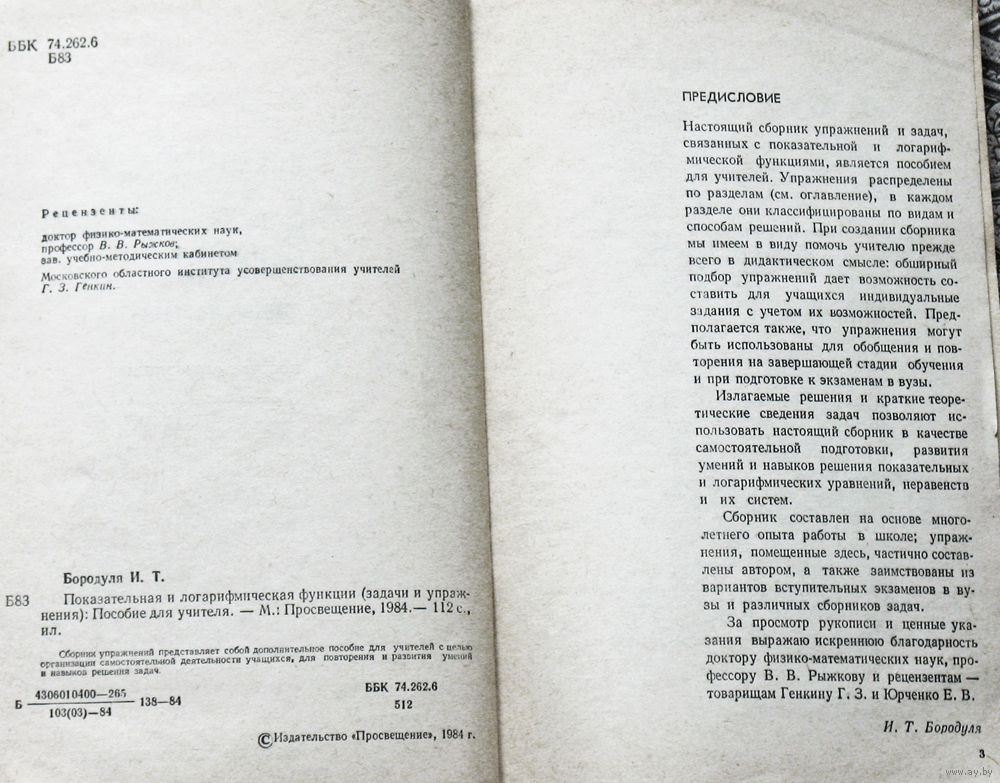 ББК 74.262.6
Б83
Рецензенты:
доктор физико-математических наук,
профессор В. В. Рыжков;
зав. учебно-методическим кабинетом
Московского областного института усовершенствования учителей
Г. З. Генкин.
Бородуля И. Т.
Б83 Показательная и логарифмическая функции (задачи и упраж-
нения): Пособие для учителя. — М.: Просвещение, 1984.— 112 с.,
ил.
Сборник упражнений представляет собой дополнительное пособие для учителей с целью
организации самостоятельной деятельности учащихся, для повторения и развития умений
и навыков решения задач.
Б 4306010400—265 138—84
103(03)—84
ББК 74.262.6
512
© Издательство «Просвещение», 1984 г.
ПРЕДИСЛОВИЕ
Настоящий сборник упражнений и задач,
связанных с показательной и логариф-
мической функциями, является пособием
для учителей. Упражнения распределены
по разделам (см. оглавление), в каждом
разделе они классифицированы по видам и
способам решений. При создании сборника
мы имеем в виду помочь учителю прежде
всего в дидактическом смысле: обширный
подбор упражнений дает возможность со-
ставить для учащихся индивидуальные
задания с учетом их возможностей. Пред-
полагается также, что упражнения могут
быть использованы для обобщения и пов-
торения на завершающей стадии обучения
и при подготовке к экзаменам в вузы.
Излагаемые решения и краткие теоре-
тические сведения задач позволяют ис-
пользовать настоящий сборник в качестве
самостоятельной подготовки, развития
умений и навыков решения показательных
и логарифмических уравнений, неравенств
и их систем.
Сборник составлен на основе много-
летнего опыта работы в школе; упраж-
нения, помещенные здесь, частично состав-
лены автором, а также заимствованы из
вариантов вступительных экзаменов в ву-
зы и различных сборников задач.
За просмотр рукописи и ценные ука-
зания выражаю искреннюю благодарность
доктору физико-математических наук, про-
фессору В. В. Рыжкову и рецензентам —
товарищам Генкину Г. З. и Юрченко Е. В.
И. Т. Бородуля
3
www.ay.by